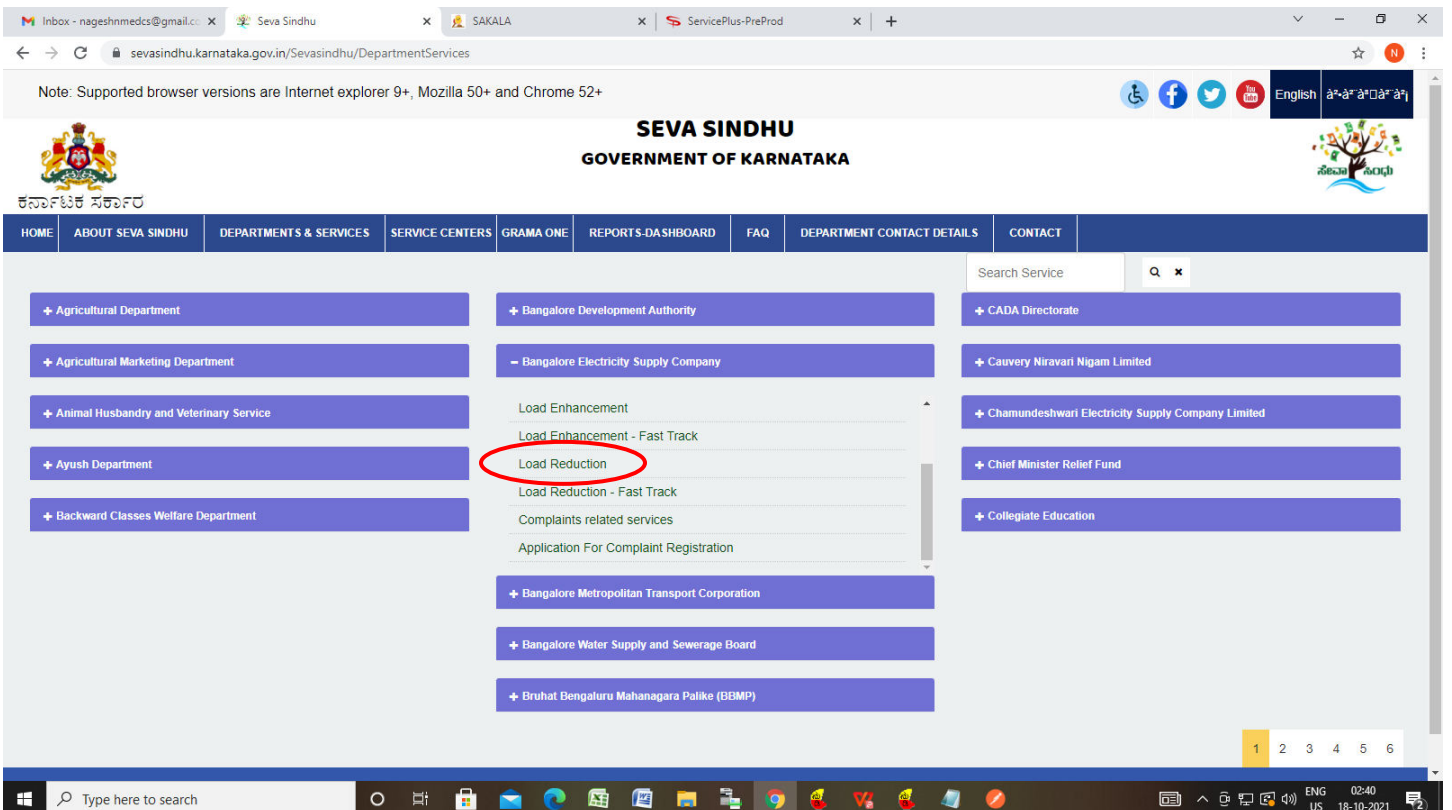 Inbox - nageshnmedcs@gmail.cc
Seva Sindhu
SAKALA
ServicePlus-PreProd
sevasindhu.karnataka.gov.in/Sevasindhu/DepartmentServices
N
Note: Supported browser versions are Internet explorer 9+, Mozilla 50+ and Chrome 52+
You Tube
English
ಕರ್ನಾಟಕ ಸರ್ಕಾರ
SEVA SINDHU
GOVERNMENT OF KARNATAKA
ಸೇವಾ ಸಿಂಧು
HOME ABOUT SEVA SINDHU DEPARTMENTS & SERVICES SERVICE CENTERS GRAMA ONE REPORTS-DASHBOARD FAQ DEPARTMENT CONTACT DETAILS CONTACT
Search Service
+ Agricultural Department
+ Agricultural Marketing Department
+ Animal Husbandry and Veterinary Service
+ Ayush Department
+ Backward Classes Welfare Department
+ Bangalore Development Authority
– Bangalore Electricity Supply Company
Load Enhancement
Load Enhancement - Fast Track
Load Reduction
Load Reduction - Fast Track
Complaints related services
Application For Complaint Registration
+ Bangalore Metropolitan Transport Corporation
+ Bangalore Water Supply and Sewerage Board
+ Bruhat Bengaluru Mahanagara Palike (BBMP)
+ CADA Directorate
+ Cauvery Niravari Nigam Limited
+ Chamundeshwari Electricity Supply Company Limited
+ Chief Minister Relief Fund
+ Collegiate Education
1 2 3 4 5 6
Type here to search
ENG
US
02:40
18-10-2021
2